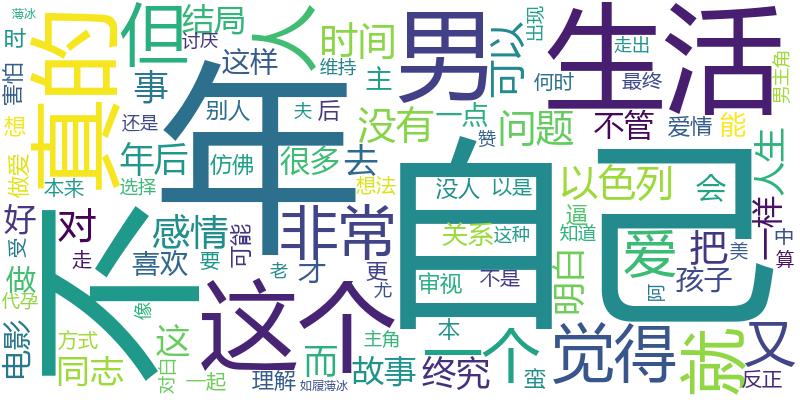 薄冰
可
真的
但
结局
讨厌
人
时间
男
可以
出现
生活
走出
男主角
害怕
事
这样
维持
主
何时
最终
想
还是
年
别人
夫
后
没有
一点
赞
问题
不管
爱情
能
做爱
年后
仿佛
很多
去
自己
人生
本来
选择
想法
没人
以是
以色列
会
好
不
对
感情
非常
关系
这种
逼
知道
爱
把
美
一样
中
受
走
喜欢
要
可能
老
才
更
尤
审视
不是
明白
阿
孩子
算
做
代孕
像
这个
本
电影
方式
这
而
主角
一个
觉得
就
又
同志
对白
一起
理解
如履薄冰
故事
终究
蛮
反正